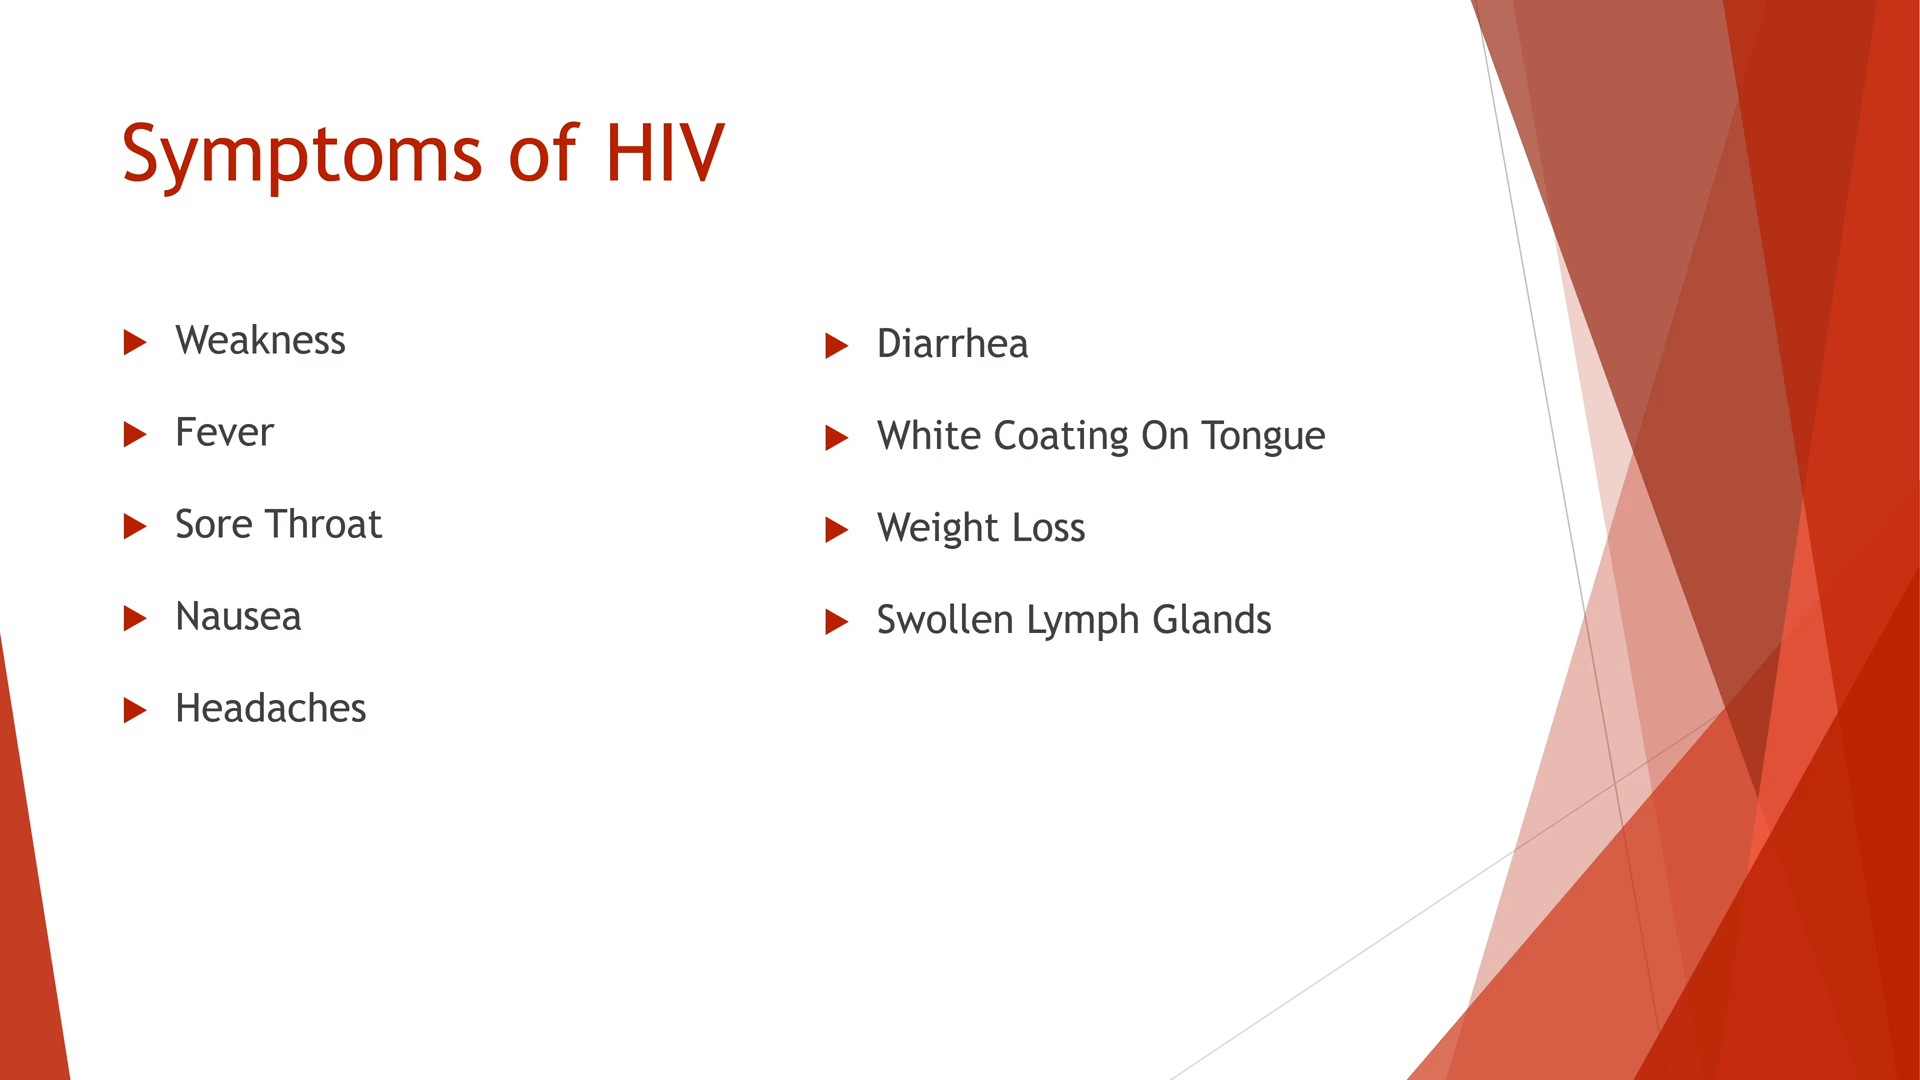 Symptoms of HIV
Weakness
Fever
Sore Throat
Nausea
Headaches
Diarrhea
White Coating On Tongue
Weight Loss
Swollen Lymph Glands